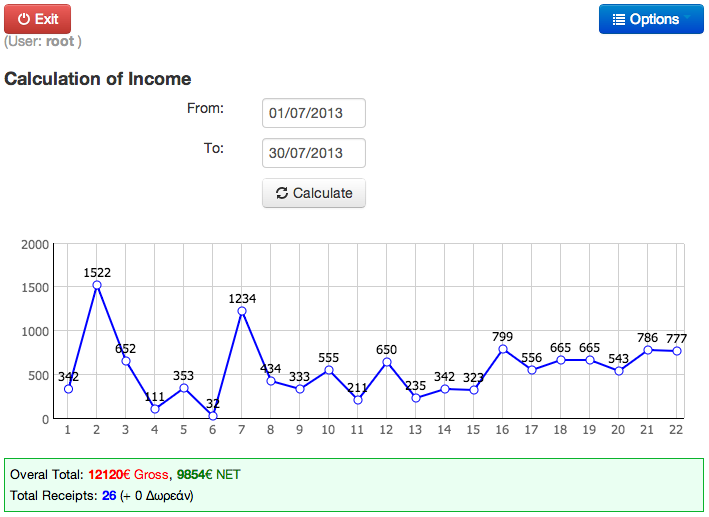 Exit
Options
(User: root )
Calculation of Income
From:
01/07/2013
To:
30/07/2013
Calculate
2000
1500
1000
500
0
342
1522
652
111
353
32
1234
434
333
555
211
650
235
342
323
799
556
665
665
543
786
777
1 2 3 4 5 6 7 8 9 10 11 12 13 14 15 16 17 18 19 20 21 22
Overal Total: 12120€ Gross, 9854€ NET
Total Receipts: 26 (+ 0 Δωρεάν)